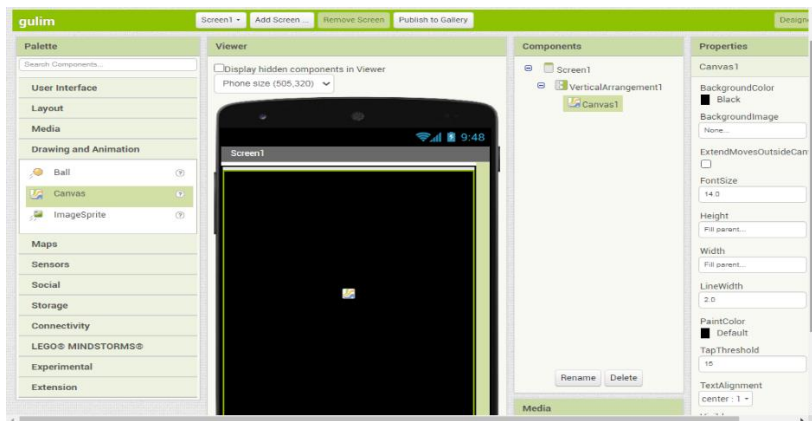 gulim
Screen1
Add Screen ...
Remove Screen
Publish to Gallery
Design
Palette
Search Components...
User Interface
Layout
Media
Drawing and Animation
Ball
Canvas
ImageSprite
Maps
Sensors
Social
Storage
Connectivity
LEGO® MINDSTORMS®
Experimental
Extension
Viewer
Display hidden components in Viewer
Phone size (505,320)
9:48
Screen1
Components
Screen1
VerticalArrangement1
Canvas1
Rename
Delete
Media
Properties
Canvas1
BackgroundColor
Black
BackgroundImage
None...
ExtendMovesOutsideCan
FontSize
14.0
Height
Fill parent...
Width
Fill parent...
LineWidth
2.0
PaintColor
Default
TapThreshold
15
TextAlignment
center : 1